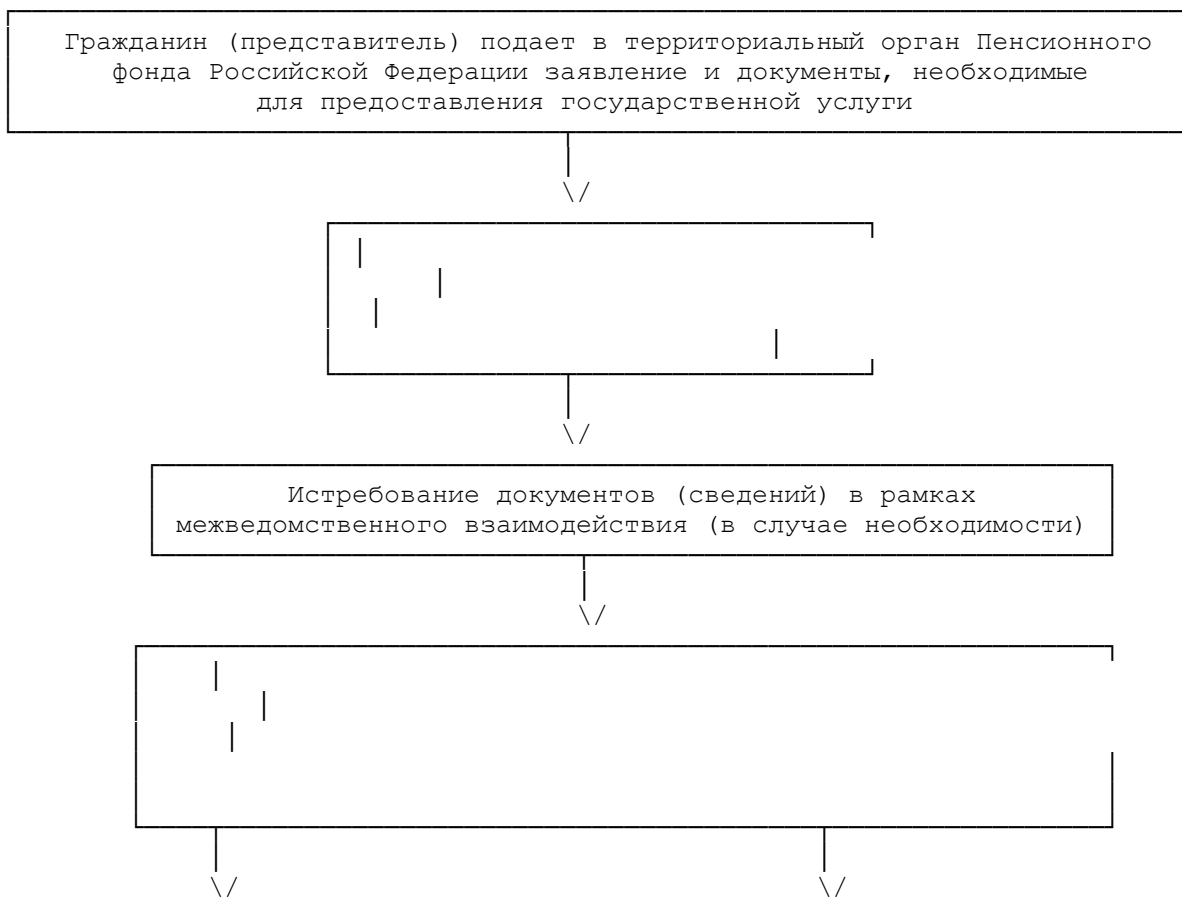 Гражданин (представитель) подает в территориальный орган Пенсионного
фонда Российской Федерации заявление и документы, необходимые
для предоставления государственной услуги
Истребование документов (сведений) в рамках
межведомственного взаимодействия (в случае необходимости)